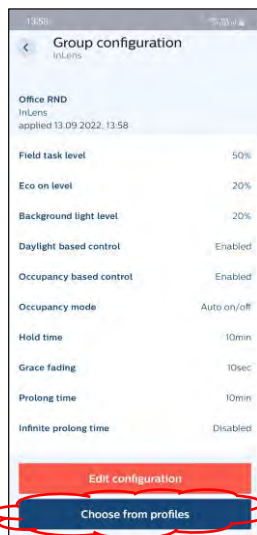 13:58
Group configuration
InLens
Office RND
InLens
applied 13.09.2022, 13:58
Field task level 50%
Eco on level 20%
Background light level 20%
Daylight based control Enabled
Occupancy based control Enabled
Occupancy mode Auto on/off
Hold time 10min
Grace fading 10sec
Prolong time 10min
Infinite prolong time Disabled
Edit configuration
Choose from profiles